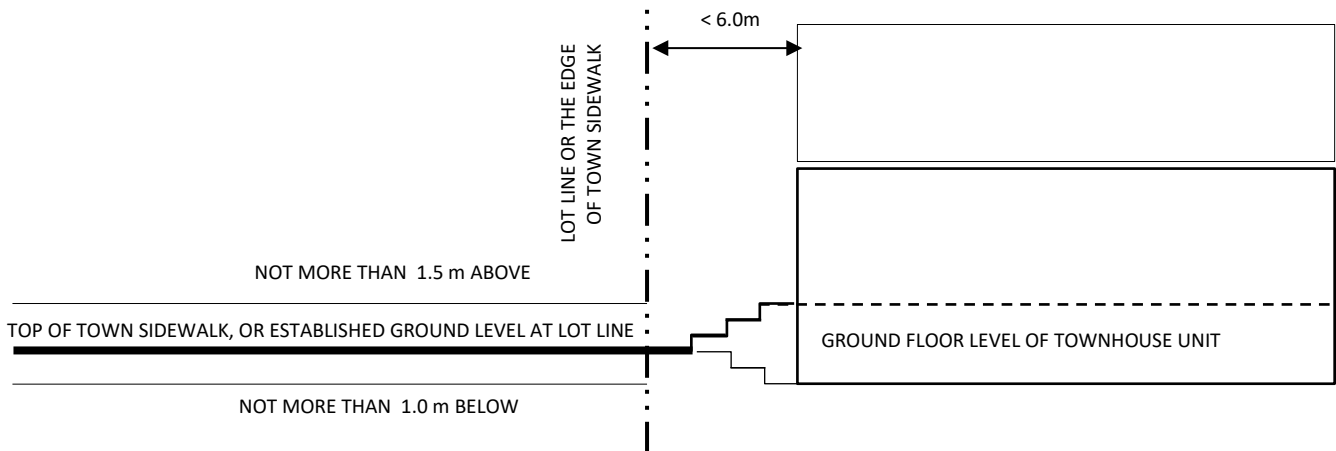 < 6.0m
LOT LINE OR THE EDGE
OF TOWN SIDEWALK
NOT MORE THAN 1.5 m ABOVE
TOP OF TOWN SIDEWALK, OR ESTABLISHED GROUND LEVEL AT LOT LINE
GROUND FLOOR LEVEL OF TOWNHOUSE UNIT
NOT MORE THAN 1.0 m BELOW